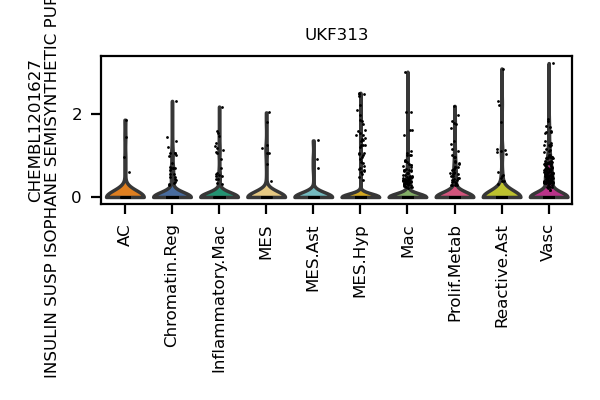 UKF313
CHEMBL1201627
INSULIN SUSP ISOPHANE SEMISYNTHETIC
2
0
AC
Chromatin.Reg
Inflammatory.Mac
MES
MES.Ast
MES.Hyp
Mac
Prolif.Metab
Reactive.Ast
Vasc